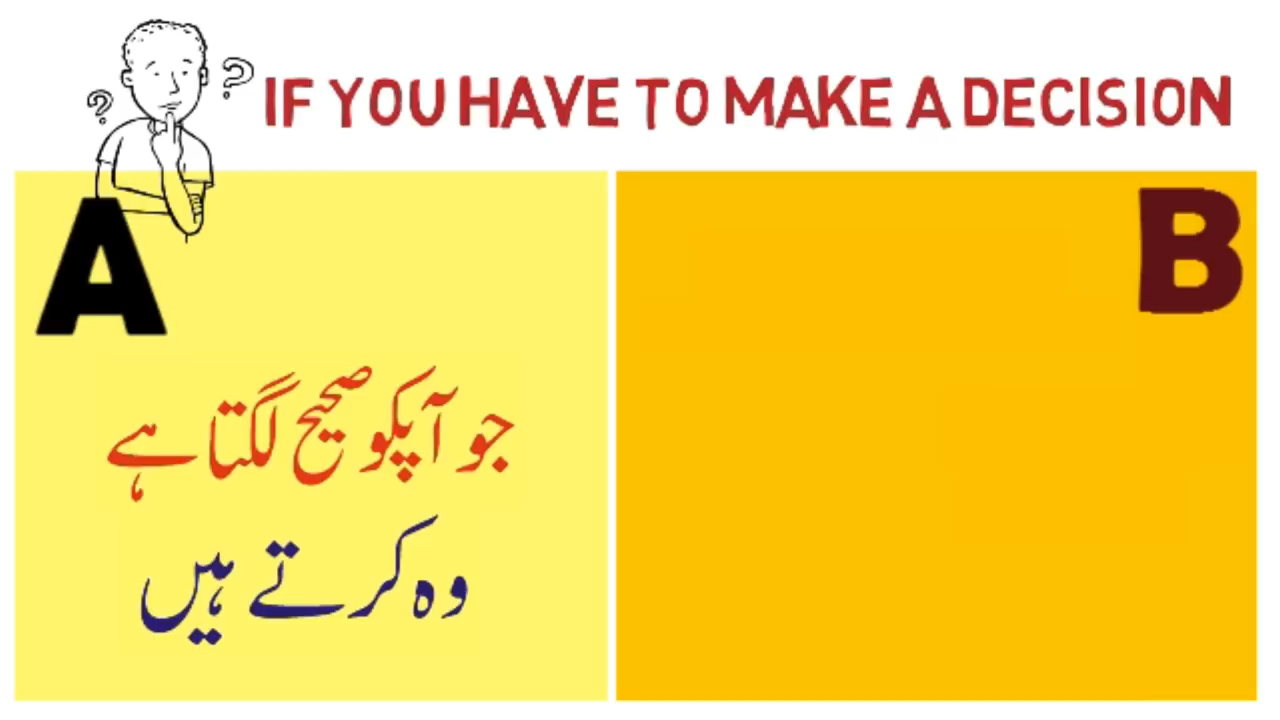 ? ? IF YOU HAVE TO MAKE A DECISION
A
B
جو آپکو صحیح لگتا ہے
وہ کرتے ہیں